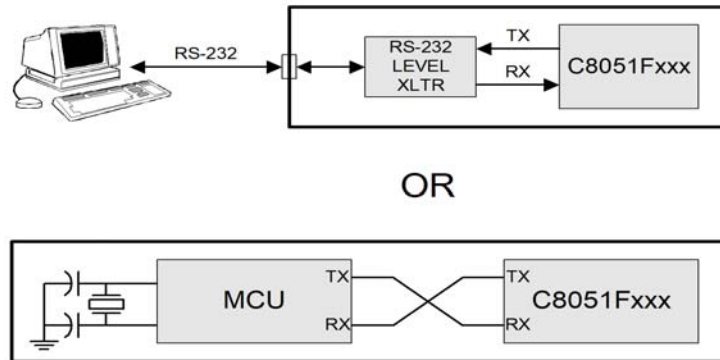 RS-232
RS-232
LEVEL
XLTR
TX
RX
C8051Fxxx
OR
MCU
TX
RX
TX
RX
C8051Fxxx